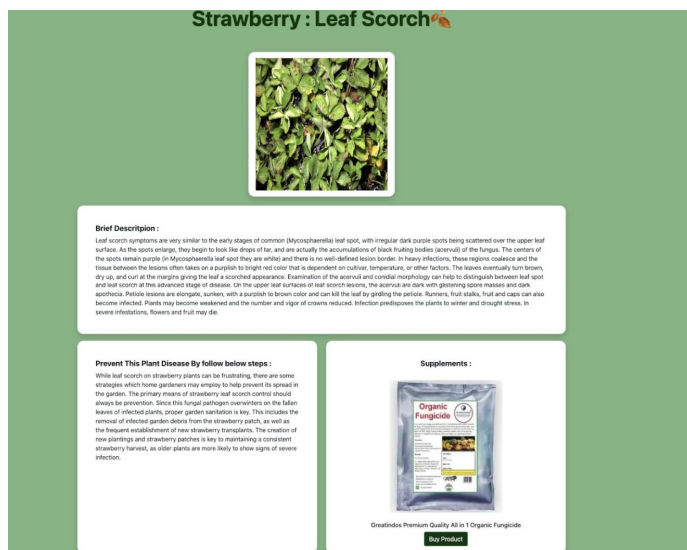 Strawberry : Leaf Scorch🍂
Brief Descritpion :
Leaf scorch symptoms are very similar to the early stages of common (Mycosphaerella) leaf spot, with irregular dark purple spots being scattered over the upper leaf
surface. As the spots enlarge, they begin to look like drops of tar, and are actually the accumulations of black fruiting bodies (acervuli) of the fungus. The centers of
the spots remain purple (in Mycosphaerella leaf spot they are white) and there is no well-defined lesion border. In heavy infections, these regions coalesce and the
tissue between the lesions often takes on a purplish to bright red color that is dependent on cultivar, temperature, or other factors. The leaves eventually turn brown,
dry up, and curl at the margins giving the leaf a scorched appearance. Examination of the acervuli and conidial morphology can help to distinguish between leaf spot
and leaf scorch at this advanced stage of disease. On the upper leaf surfaces of leaf scorch lesions, the acervuli are dark with glistening spore masses and dark
apothecia. Petiole lesions are elongate, sunken, with a purplish to brown color and can kill the leaf by girdling the petiole. Runners, fruit stalks, fruit and caps can also
become infected. Plants may become weakened and the number and vigor of crowns reduced. Infection predisposes the plants to winter and drought stress. In
severe infestations, flowers and fruit may die.
Prevent This Plant Disease By follow below steps :
While leaf scorch on strawberry plants can be frustrating, there are some
strategies which home gardeners may employ to help prevent its spread in
the garden. The primary means of strawberry leaf scorch control should
always be prevention. Since this fungal pathogen overwinters on the fallen
leaves of infected plants, proper garden sanitation is key. This includes the
removal of infected garden debris from the strawberry patch, as well as
the frequent establishment of new strawberry transplants. The creation of
new plantings and strawberry patches is key to maintaining a consistent
strawberry harvest, as older plants are more likely to show signs of severe
infection.
Supplements :
Organic
Fungicide
Greatindos Premium Quality All in 1 Organic Fungicide
Buy Product